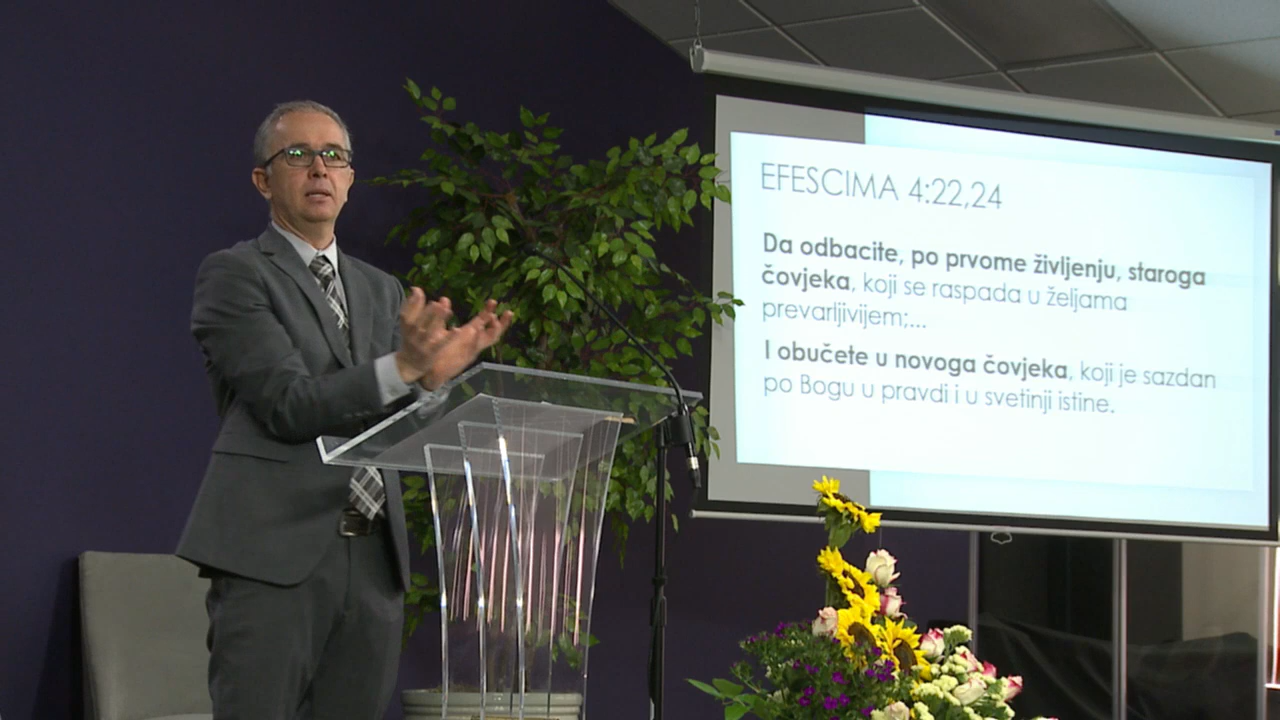 EFESCIMA 4:22,24
Da odbacite, po prvome življenju, staroga
čovjeka, koji se raspada u željama
prevarljivijem;...
I obučete u novoga čovjeka, koji je sazdan
po Bogu u pravdi i u svetinji istine.